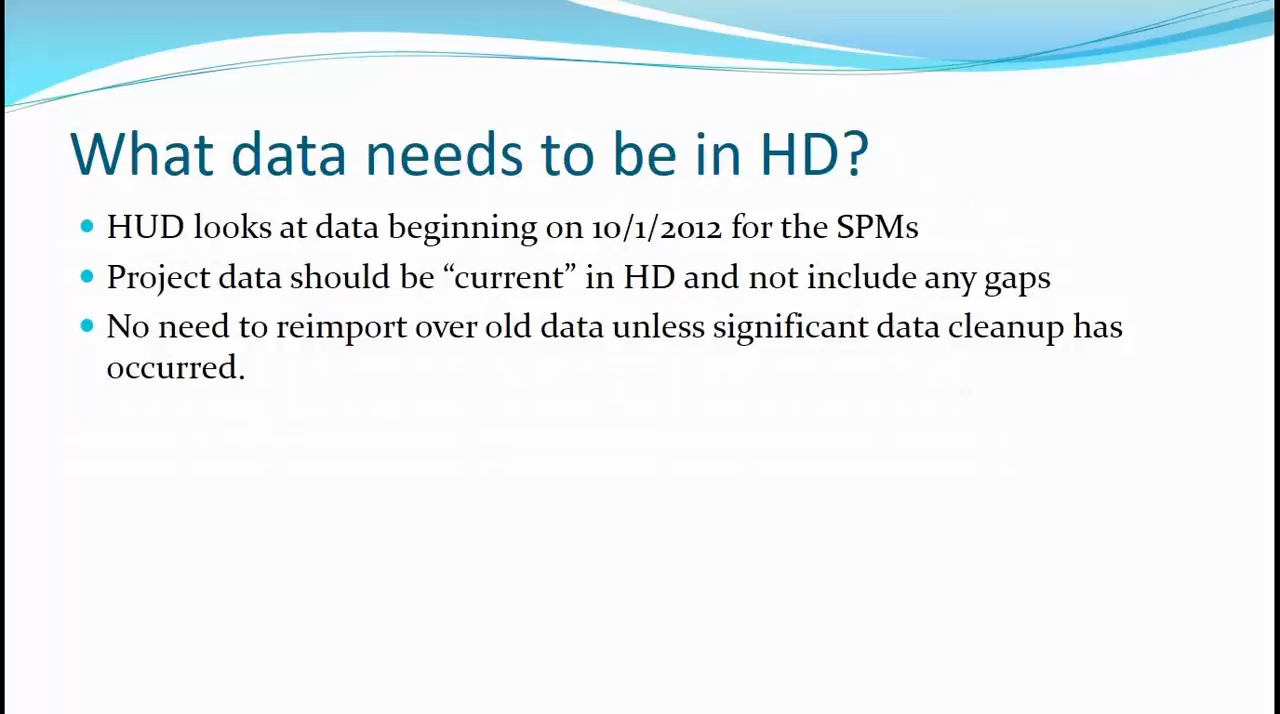 What data needs to be in HD?
• HUD looks at data beginning on 10/1/2012 for the SPMs
• Project data should be “current” in HD and not include any gaps
• No need to reimport over old data unless significant data cleanup has
occurred.